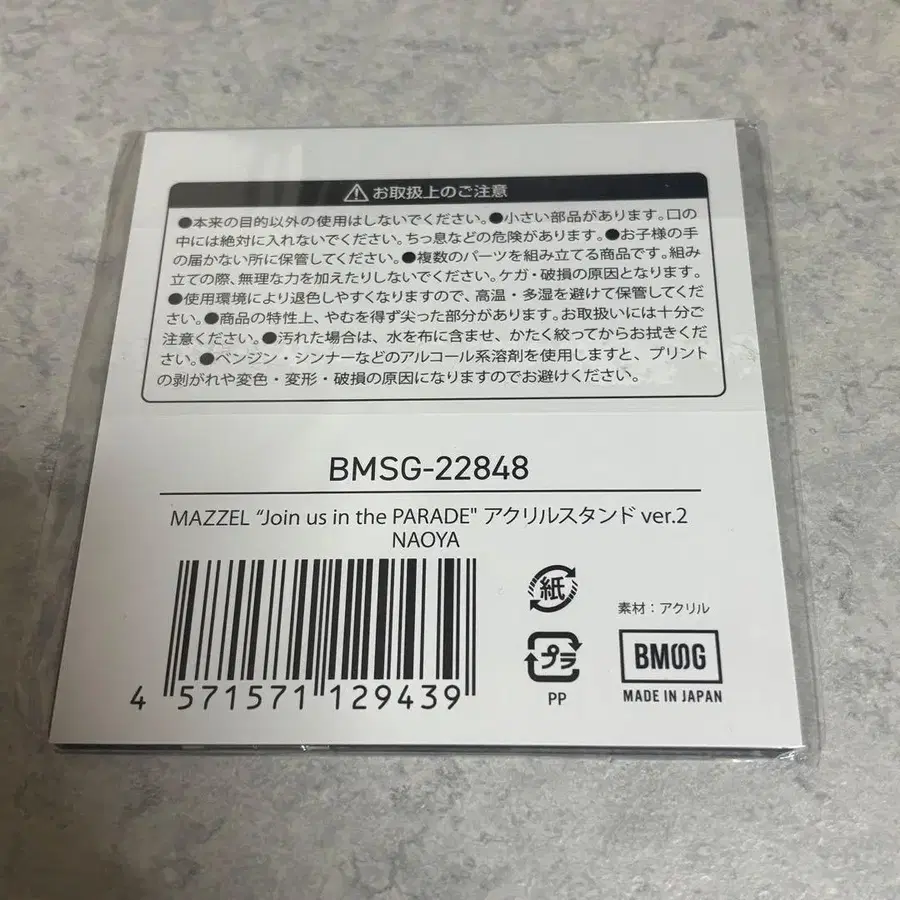 ⚠お取扱上のご注意
●本来の目的以外の使用はしないでください。●小さい部品があります。口の
中には絶対に入れないでください。ちっ息などの危険があります。●お子様の手
の届かない所に保管してください。●複数のパーツを組み立てる商品です。組み
立ての際、無理な力を加えたりしないでください。ケガ・破損の原因となります。
●使用環境により退色しやすくなりますので、高温・多湿を避けて保管してくだ
さい。●商品の特性上、やむを得ず尖った部分があります。お取扱いには十分ご
注意ください。●汚れた場合は、水を布に含ませ、かたく絞ってからお拭きくだ
さい。●ベンジン・シンナーなどのアルコール系溶剤を使用しますと、プリント
の剥がれや変色・変形・破損の原因になりますのでお避けください。
BMSG-22848
MAZZEL “Join us in the PARADE" アクリルスタンド ver.2
NAOYA
4 571571 129439
紙
プラ
PP
素材：アクリル
BMSG
MADE IN JAPAN